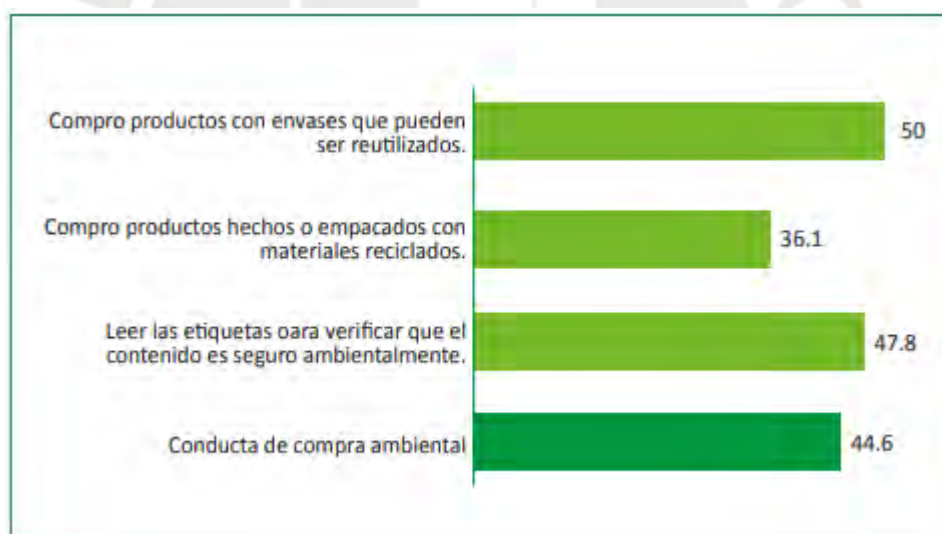 Compro productos con envases que pueden
ser reutilizados.
50
Compro productos hechos o empacados con
materiales reciclados.
36.1
Leer las etiquetas oara verificar que el
contenido es seguro ambientalmente.
47.8
Conducta de compra ambiental
44.6